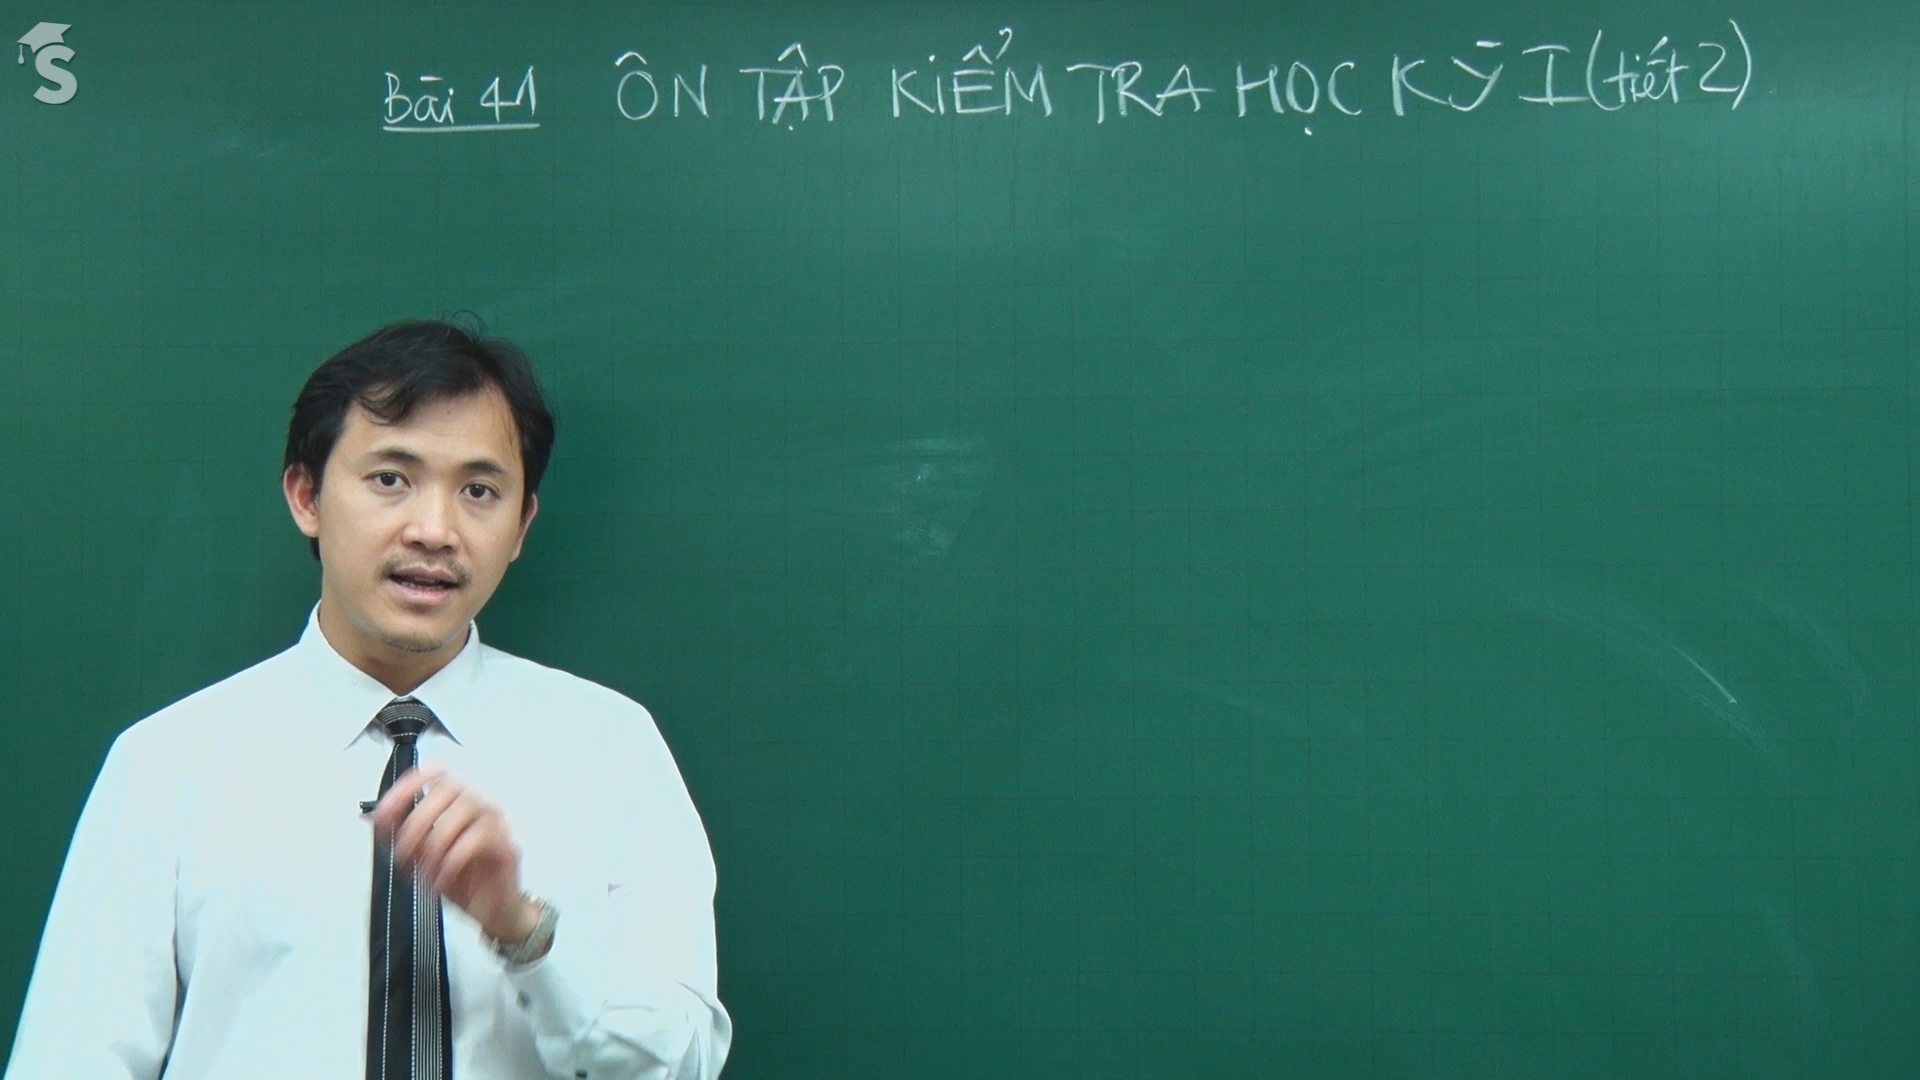 Bài 41 ÔN TẬP KIỂM TRA HỌC KỲ I (tiết 2)
S